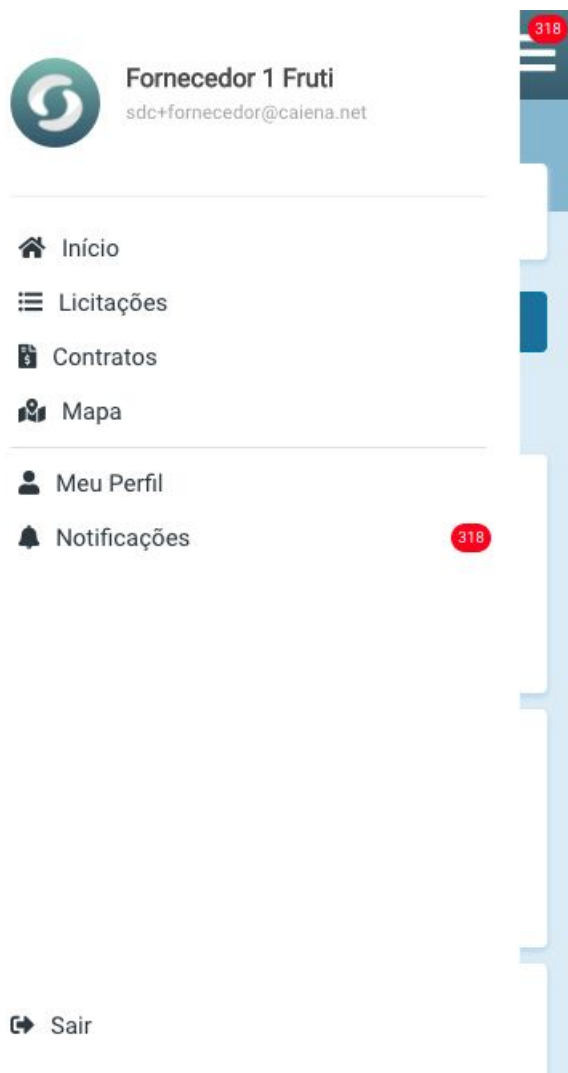 318
Fornecedor 1 Fruti
sdc+fornecedor@caiena.net
Início
Licitações
Contratos
Mapa
Meu Perfil
Notificações 318
Sair